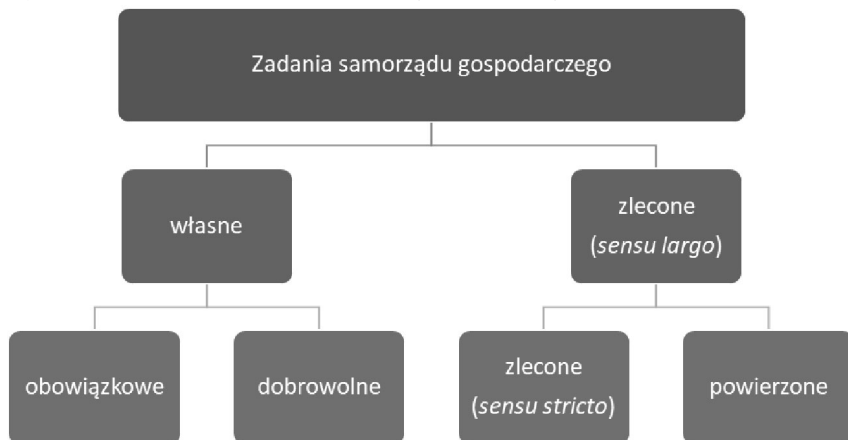 Zadania samorządu gospodarczego
własne
zlecone
(sensu largo)
obowiązkowe
dobrowolne
zlecone
(sensu stricto)
powierzone